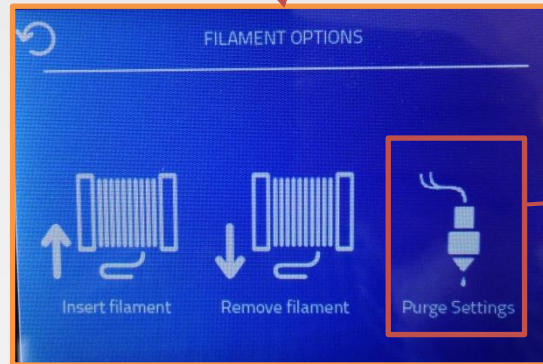 FILAMENT OPTIONS
Insert filament
Remove filament
Purge Settings